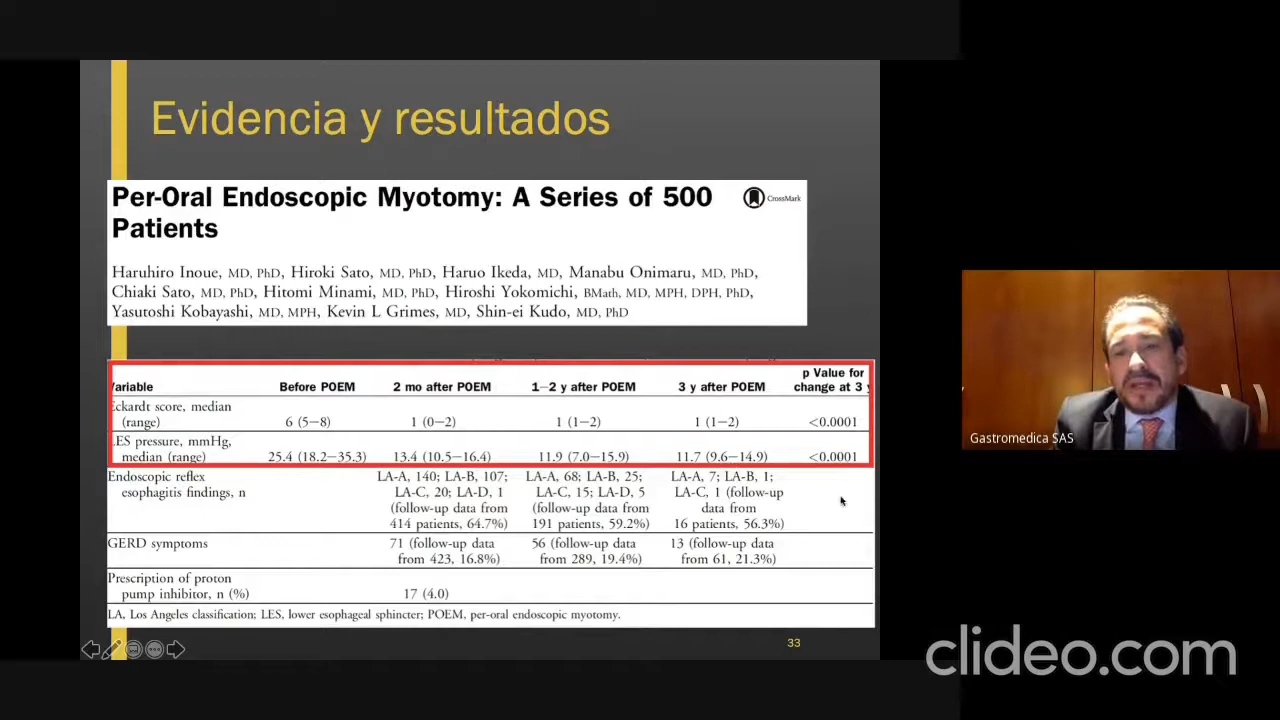 Evidencia y resultados
Per-Oral Endoscopic Myotomy: A Series of 500
Patients
CrossMark
Haruhiro Inoue, MD, PhD, Hiroki Sato, MD, PhD, Haruo Ikeda, MD, Manabu Onimaru, MD, PhD,
Chiaki Sato, MD, PhD, Hitomi Minami, MD, PhD, Hiroshi Yokomichi, BMath, MD, MPH, DPH, PhD,
Yasutoshi Kobayashi, MD, MPH, Kevin L Grimes, MD, Shin-ei Kudo, MD, PhD
p Value for
Variable Before POEM 2 mo after POEM 1–2 y after POEM 3 y after POEM change at 3 y
Eckardt score, median
(range) 6 (5–8) 1 (0–2) 1 (1–2) 1 (1–2) <0.0001
LES pressure, mmHg,
median (range) 25.4 (18.2–35.3) 13.4 (10.5–16.4) 11.9 (7.0–15.9) 11.7 (9.6–14.9) <0.0001
Endoscopic reflex LA-A, 140; LA-B, 107; LA-A, 68; LA-B, 25; LA-A, 7; LA-B, 1;
esophagitis findings, n LA-C, 20; LA-D, 1 LA-C, 15; LA-D, 5 LA-C, 1 (follow-up
(follow-up data from (follow-up data from data from
414 patients, 64.7%) 191 patients, 59.2%) 16 patients, 56.3%)
GERD symptoms 71 (follow-up data 56 (follow-up data 13 (follow-up data
from 423, 16.8%) from 289, 19.4%) from 61, 21.3%)
Prescription of proton
pump inhibitor, n (%) 17 (4.0)
LA, Los Angeles classification; LES, lower esophageal sphincter; POEM, per-oral endoscopic myotomy.
33
Gastromedica SAS
clideo.com